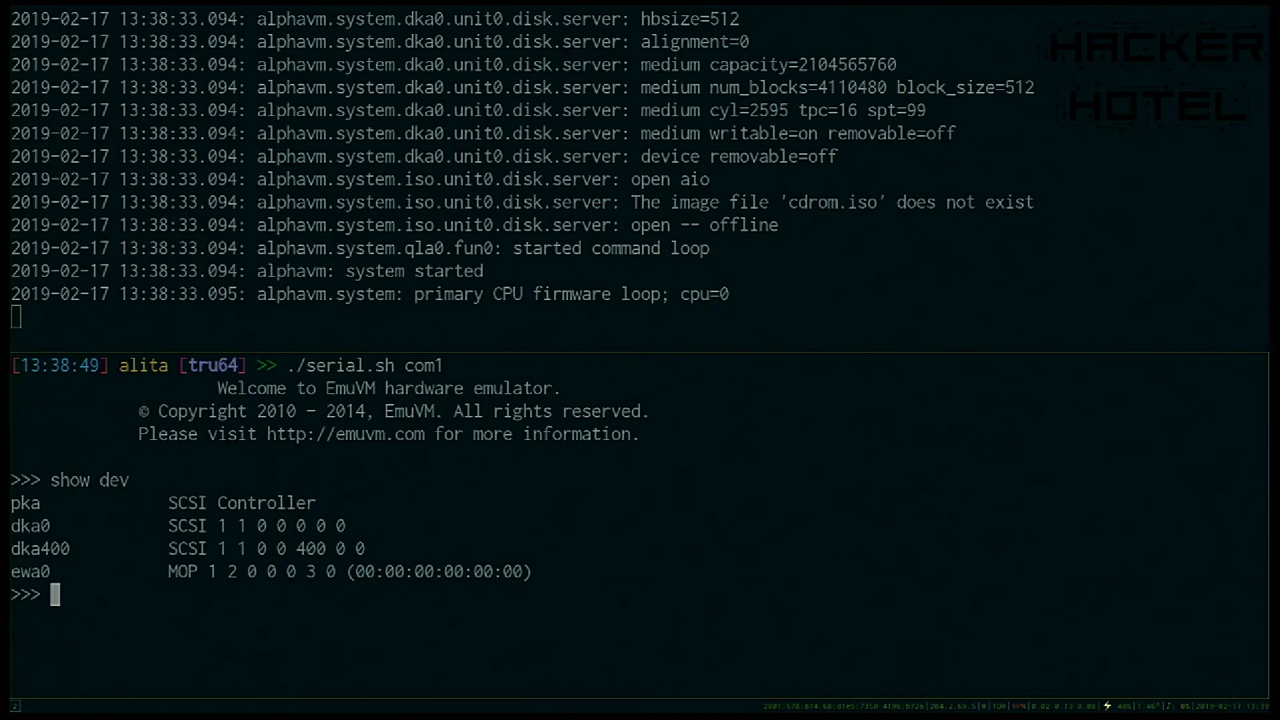 2019-02-17 13:38:33.094: alphavm.system.dka0.unit0.disk.server: hbsize=512
2019-02-17 13:38:33.094: alphavm.system.dka0.unit0.disk.server: alignment=0
2019-02-17 13:38:33.094: alphavm.system.dka0.unit0.disk.server: medium capacity=2104565760
2019-02-17 13:38:33.094: alphavm.system.dka0.unit0.disk.server: medium num_blocks=4110480 block_size=512
2019-02-17 13:38:33.094: alphavm.system.dka0.unit0.disk.server: medium cyl=2595 tpc=16 spt=99
2019-02-17 13:38:33.094: alphavm.system.dka0.unit0.disk.server: medium writable=on removable=off
2019-02-17 13:38:33.094: alphavm.system.dka0.unit0.disk.server: device removable=off
2019-02-17 13:38:33.094: alphavm.system.iso.unit0.disk.server: open aio
2019-02-17 13:38:33.094: alphavm.system.iso.unit0.disk.server: The image file 'cdrom.iso' does not exist
2019-02-17 13:38:33.094: alphavm.system.iso.unit0.disk.server: open -- offline
2019-02-17 13:38:33.094: alphavm.system.qla0.fun0: started command loop
2019-02-17 13:38:33.094: alphavm: system started
2019-02-17 13:38:33.095: alphavm.system: primary CPU firmware loop; cpu=0
HACKER
HOTEL
[13:38:49] alita [tru64] >> ./serial.sh com1
Welcome to EmuVM hardware emulator.
© Copyright 2010 - 2014, EmuVM. All rights reserved.
Please visit http://emuvm.com for more information.
>>> show dev
pka SCSI Controller
dka0 SCSI 1 1 0 0 0 0 0
dka400 SCSI 1 1 0 0 400 0 0
ewa0 MOP 1 2 0 0 0 3 0 (00:00:00:00:00:00)
>>>